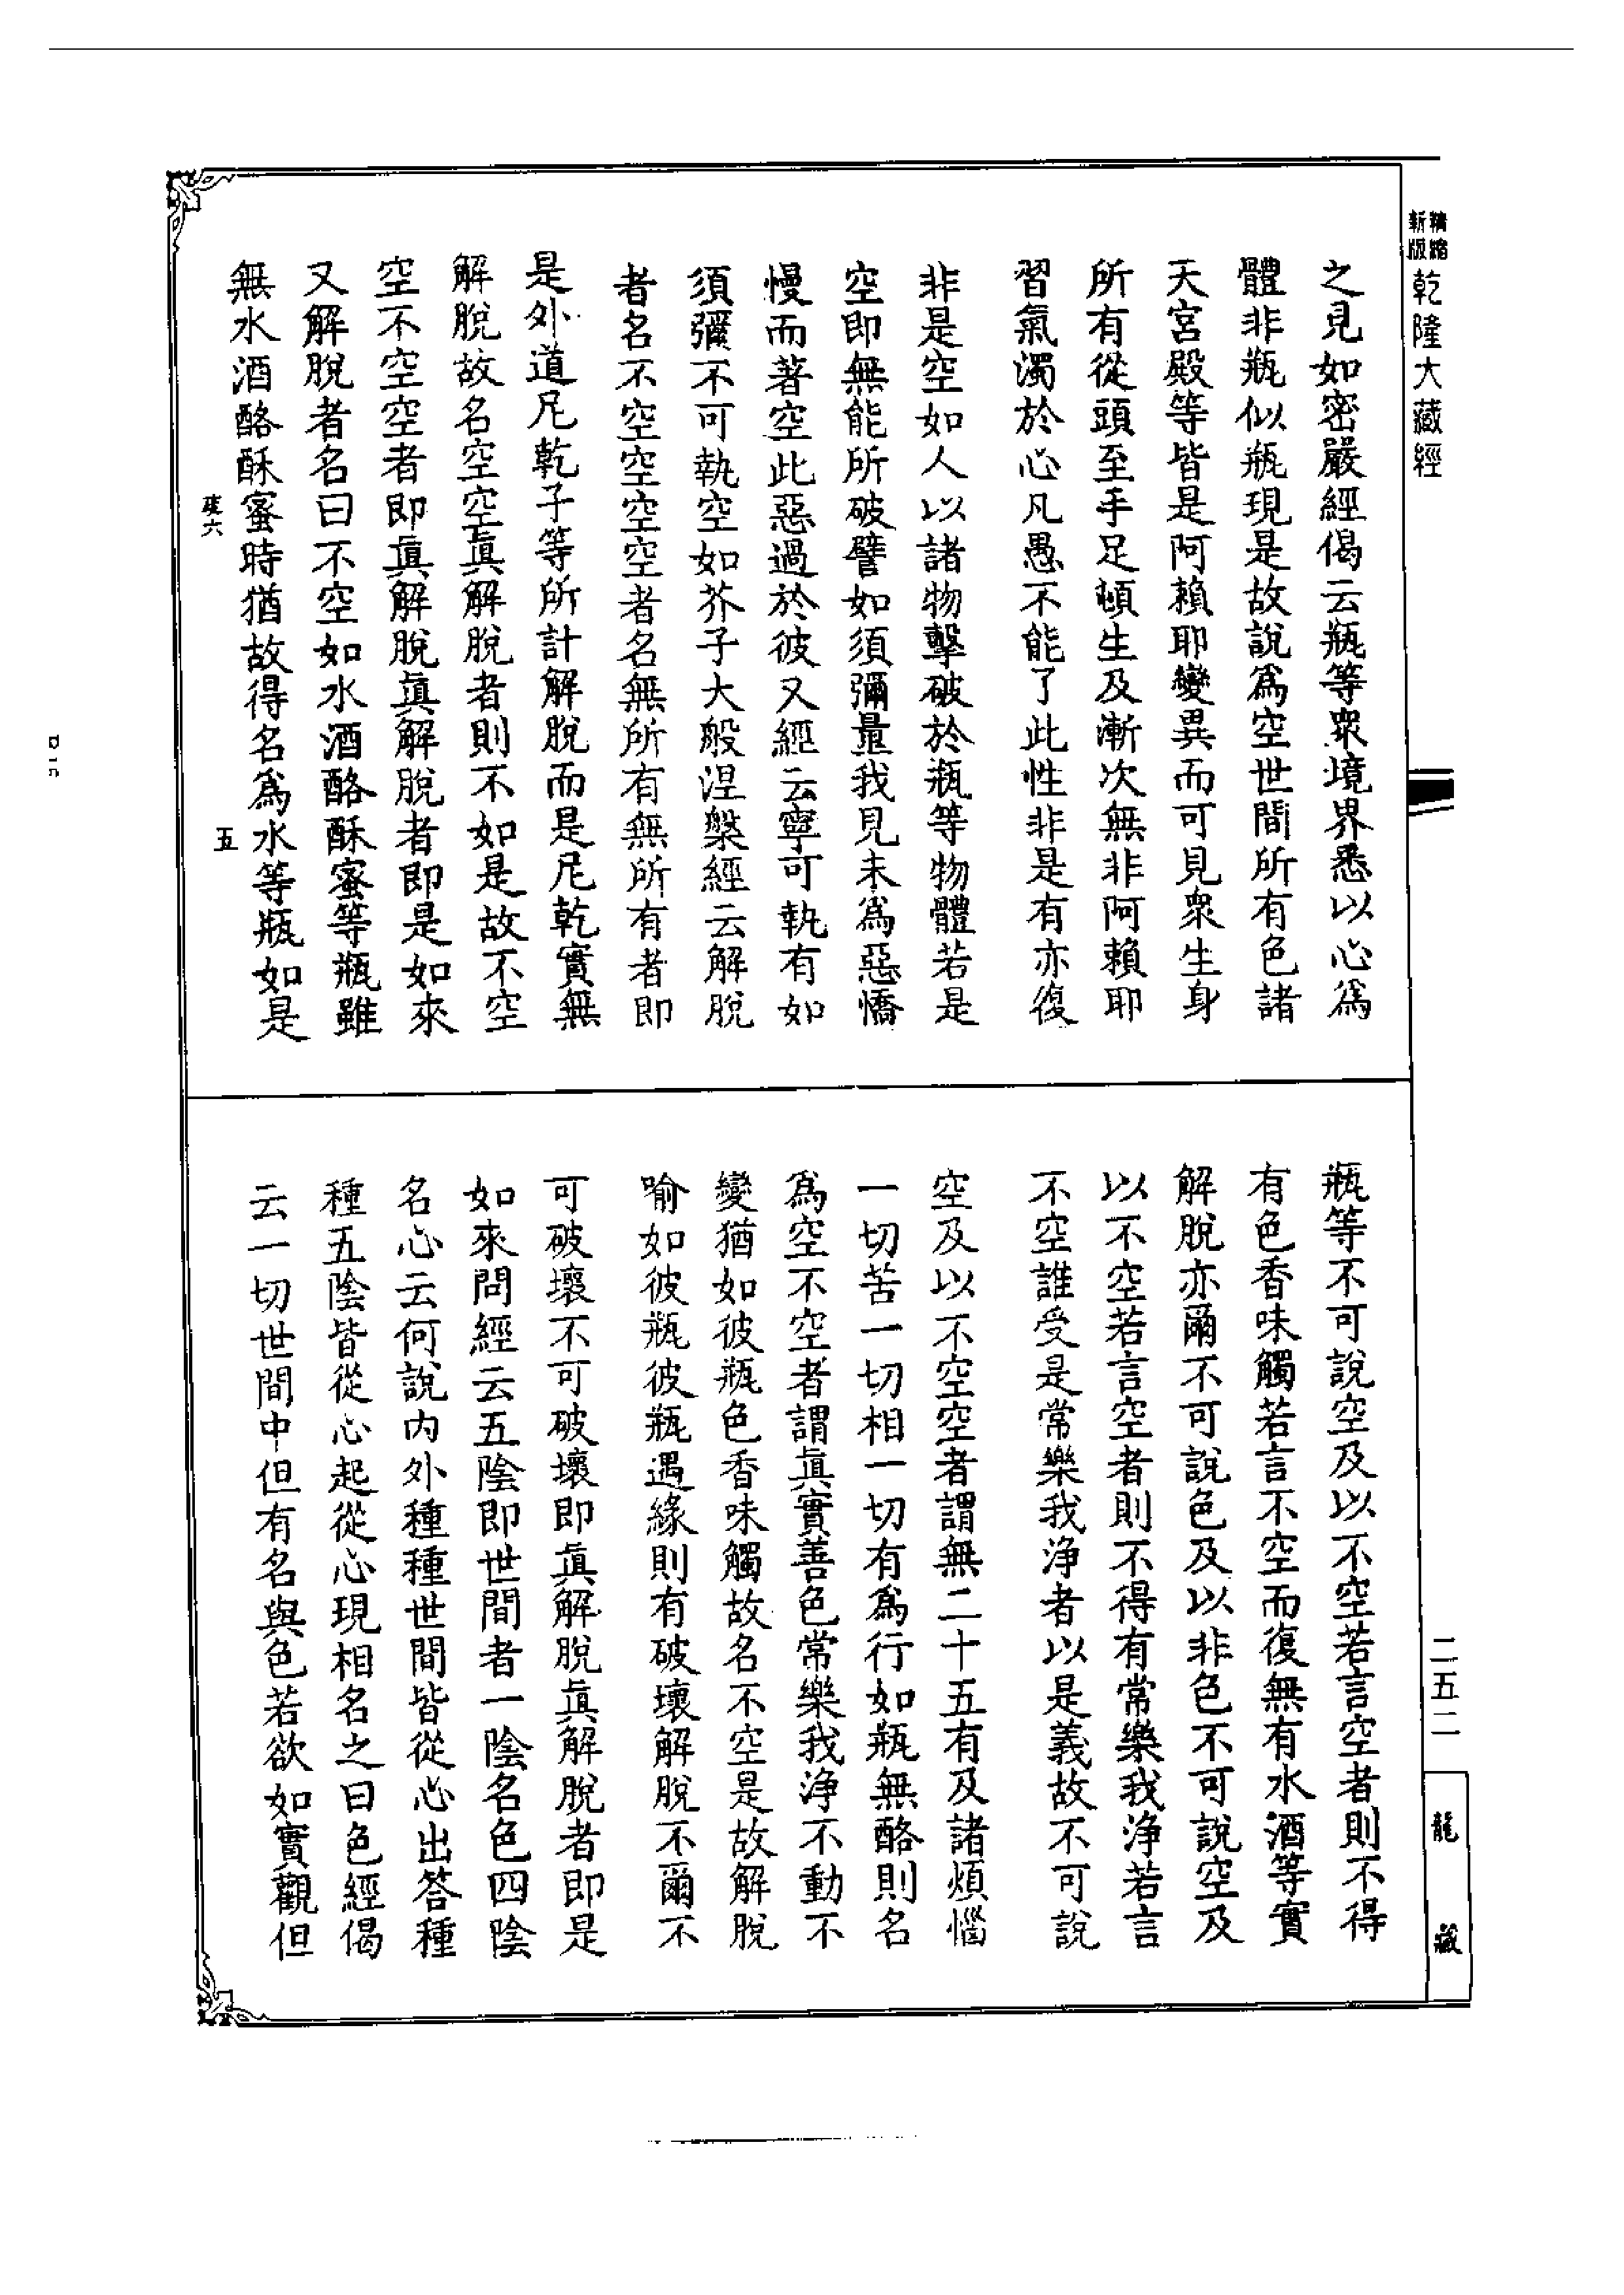 精縮新版 乾隆大藏經
之見如密嚴經偈云瓶等眾境界悉以心爲
體非瓶似瓶現是故說爲空世間所有色諸
天宮殿等皆是阿賴耶變異而可見眾生身
所有從頭至手足頓生及漸次無非阿賴耶
習氣濁於心凡愚不能了此性非是有亦復
非是空如人以諸物擊破於瓶等物體若是
空即無能所破譬如須彌量我見未爲惡憍
慢而著空此惡過於彼又經云寧可執有如
須彌不可執空如芥子大般涅槃經云解脫
者名不空空空空者名無所有無所有者即
是外道尼乾子等所計解脫而是尼乾實無
解脫故名空空眞解脫者則不如是故不空
空不空空者即眞解脫眞解脫者即是如來
又解脫者名曰不空如水酒酪酥蜜等瓶雖
無水酒酪酥蜜時猶故得名爲水等瓶如是
六 五
瓶等不可說空及以不空若言空者則不得
有色香味觸若言不空而復無有水酒等實
解脫亦爾不可說色及以非色不可說空及
以不空若言空者則不得有常樂我淨若言
不空誰受是常樂我淨者以是義故不可說
空及以不空空者謂無二十五有及諸煩惱
一切苦一切相一切有爲行如瓶無酪則名
爲空不空者謂眞實善色常樂我淨不動不
變猶如彼瓶色香味觸故名不空是故解脫
喻如彼瓶彼瓶遇緣則有破壞解脫不爾不
可破壞不可破壞即眞解脫眞解脫者即是
如來問經云五陰即世間者一陰名色四陰
名心云何說內外種種世間皆從心出答種
種五陰皆從心起從心現相名之曰色經偈
云一切世間中但有名與色若欲如實觀但
二五二
龍藏